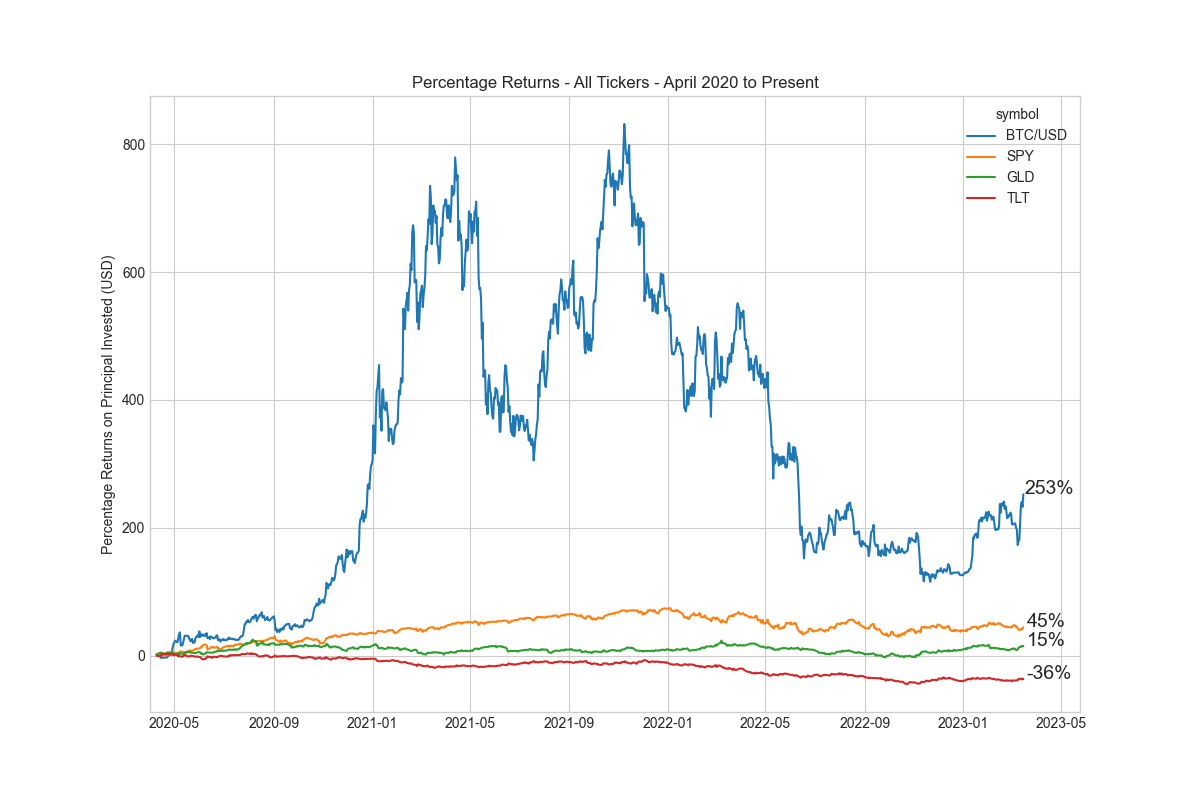 Percentage Returns - All Tickers - April 2020 to Present
symbol
BTC/USD
SPY
GLD
TLT
Percentage Returns on Principal Invested (USD)
800
600
400
200
0
253%
45%
15%
-36%
2020-05
2020-09
2021-01
2021-05
2021-09
2022-01
2022-05
2022-09
2023-01
2023-05